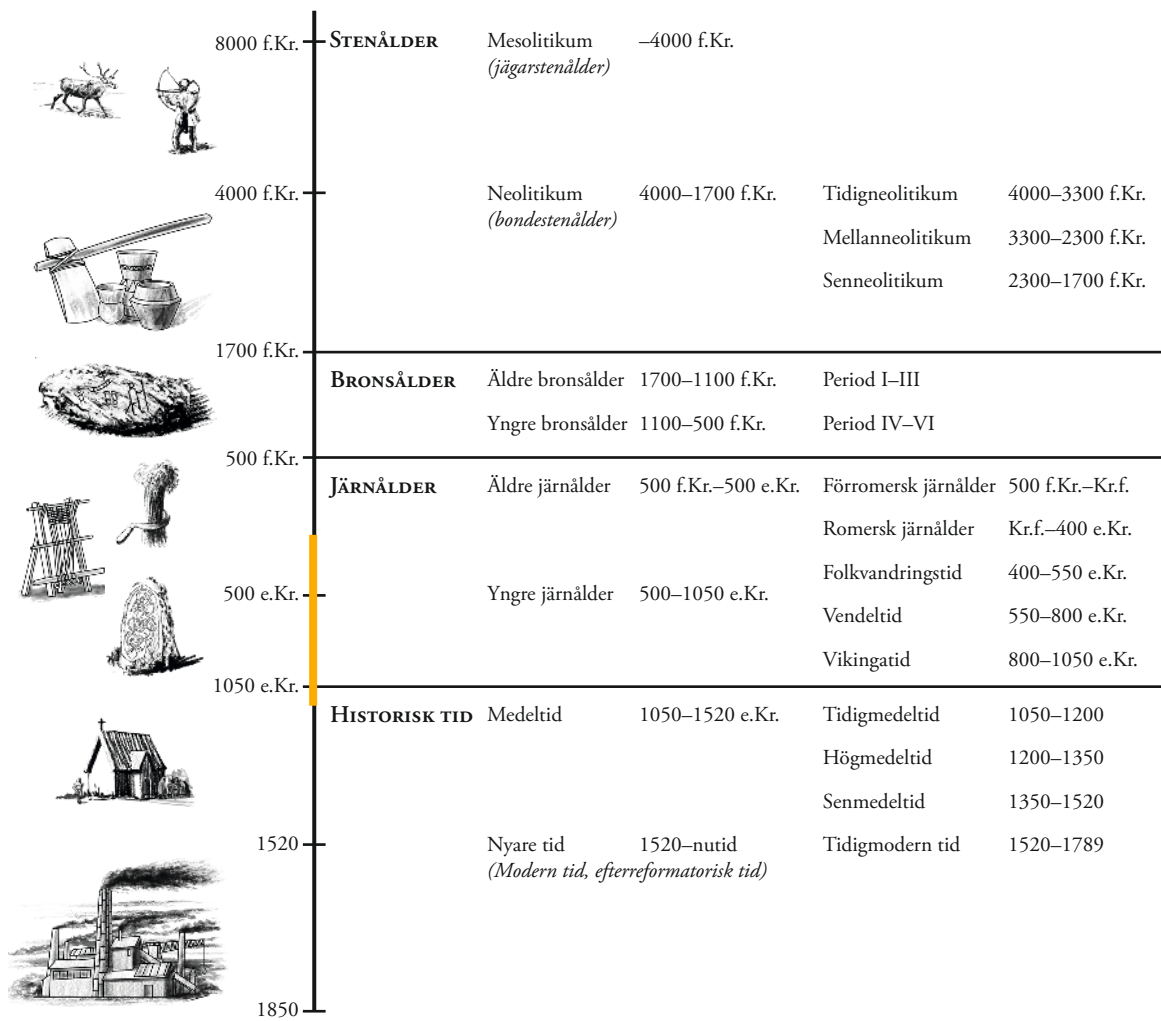 8000 f.Kr. STENÅLDER Mesolitikum –4000 f.Kr.
(jägarstenålder)
4000 f.Kr. Neolitikum 4000–1700 f.Kr. Tidigneolitikum 4000–3300 f.Kr.
(bondestenålder)
Mellanneolitikum 3300–2300 f.Kr.
Senneolitikum 2300–1700 f.Kr.
1700 f.Kr.
BRONSÅLDER Äldre bronsålder 1700–1100 f.Kr. Period I–III
Yngre bronsålder 1100–500 f.Kr. Period IV–VI
500 f.Kr.
JÄRNÅLDER Äldre järnålder 500 f.Kr.–500 e.Kr. Förromersk järnålder 500 f.Kr.–Kr.f.
Romersk järnålder Kr.f.–400 e.Kr.
Folkvandringstid 400–550 e.Kr.
500 e.Kr. Yngre järnålder 500–1050 e.Kr.
Vendeltid 550–800 e.Kr.
Vikingatid 800–1050 e.Kr.
1050 e.Kr.
HISTORISK TID Medeltid 1050–1520 e.Kr. Tidigmedeltid 1050–1200
Högmedeltid 1200–1350
Senmedeltid 1350–1520
1520 Nyare tid 1520–nutid Tidigmodern tid 1520–1789
(Modern tid, efterreformatorisk tid)
1850